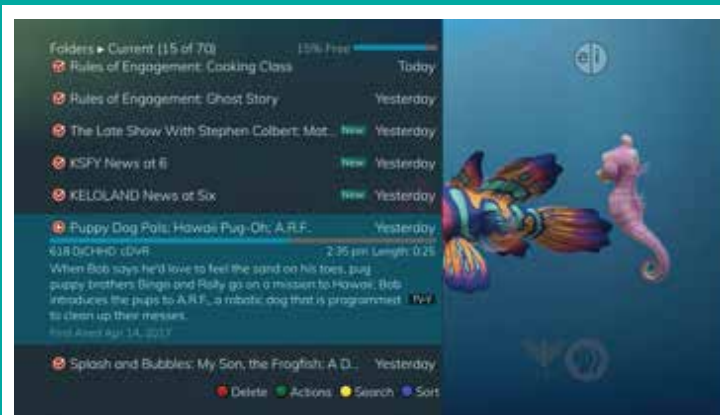 Folders ▸ Current (15 of 70) 15% Free
Rules of Engagement: Cooking Class Today
Rules of Engagement: Ghost Story Yesterday
The Late Show With Stephen Colbert: Mat... New Yesterday
KSFY News at 6 New Yesterday
KELOLAND News at Six New Yesterday
Puppy Dog Pals: Hawaii Pug-Oh; A.R.F. Yesterday
618 DJCHHD: cDVR 2:35 pm Length: 0:25
When Bob says he'd love to feel the sand on his toes, pug
puppy brothers Bingo and Rolly go on a mission to Hawaii; Bob
introduces the pups to A.R.F., a robotic dog that is programmed TV-Y
to clean up their messes.
First Aired Apr 14, 2017
Splash and Bubbles: My Son, the Frogfish; A D... Yesterday
Delete Actions Search Sort
e/i